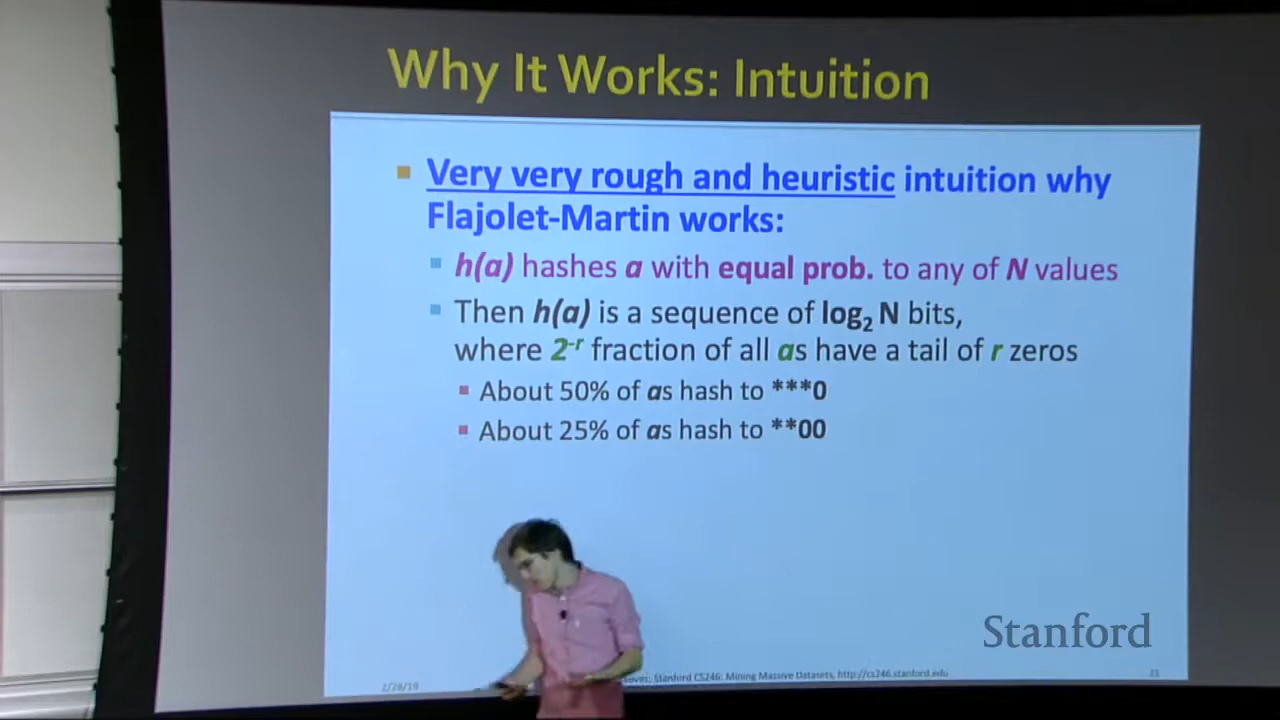 Why It Works: Intuition
Very very rough and heuristic intuition why
Flajolet-Martin works:
h(a) hashes a with equal prob. to any of N values
Then h(a) is a sequence of log₂ N bits,
where 2⁻ʳ fraction of all as have a tail of r zeros
About 50% of as hash to ***0
About 25% of as hash to **00
Stanford
Stanford CS246: Mining Massive Datasets, http://cs246.stanford.edu